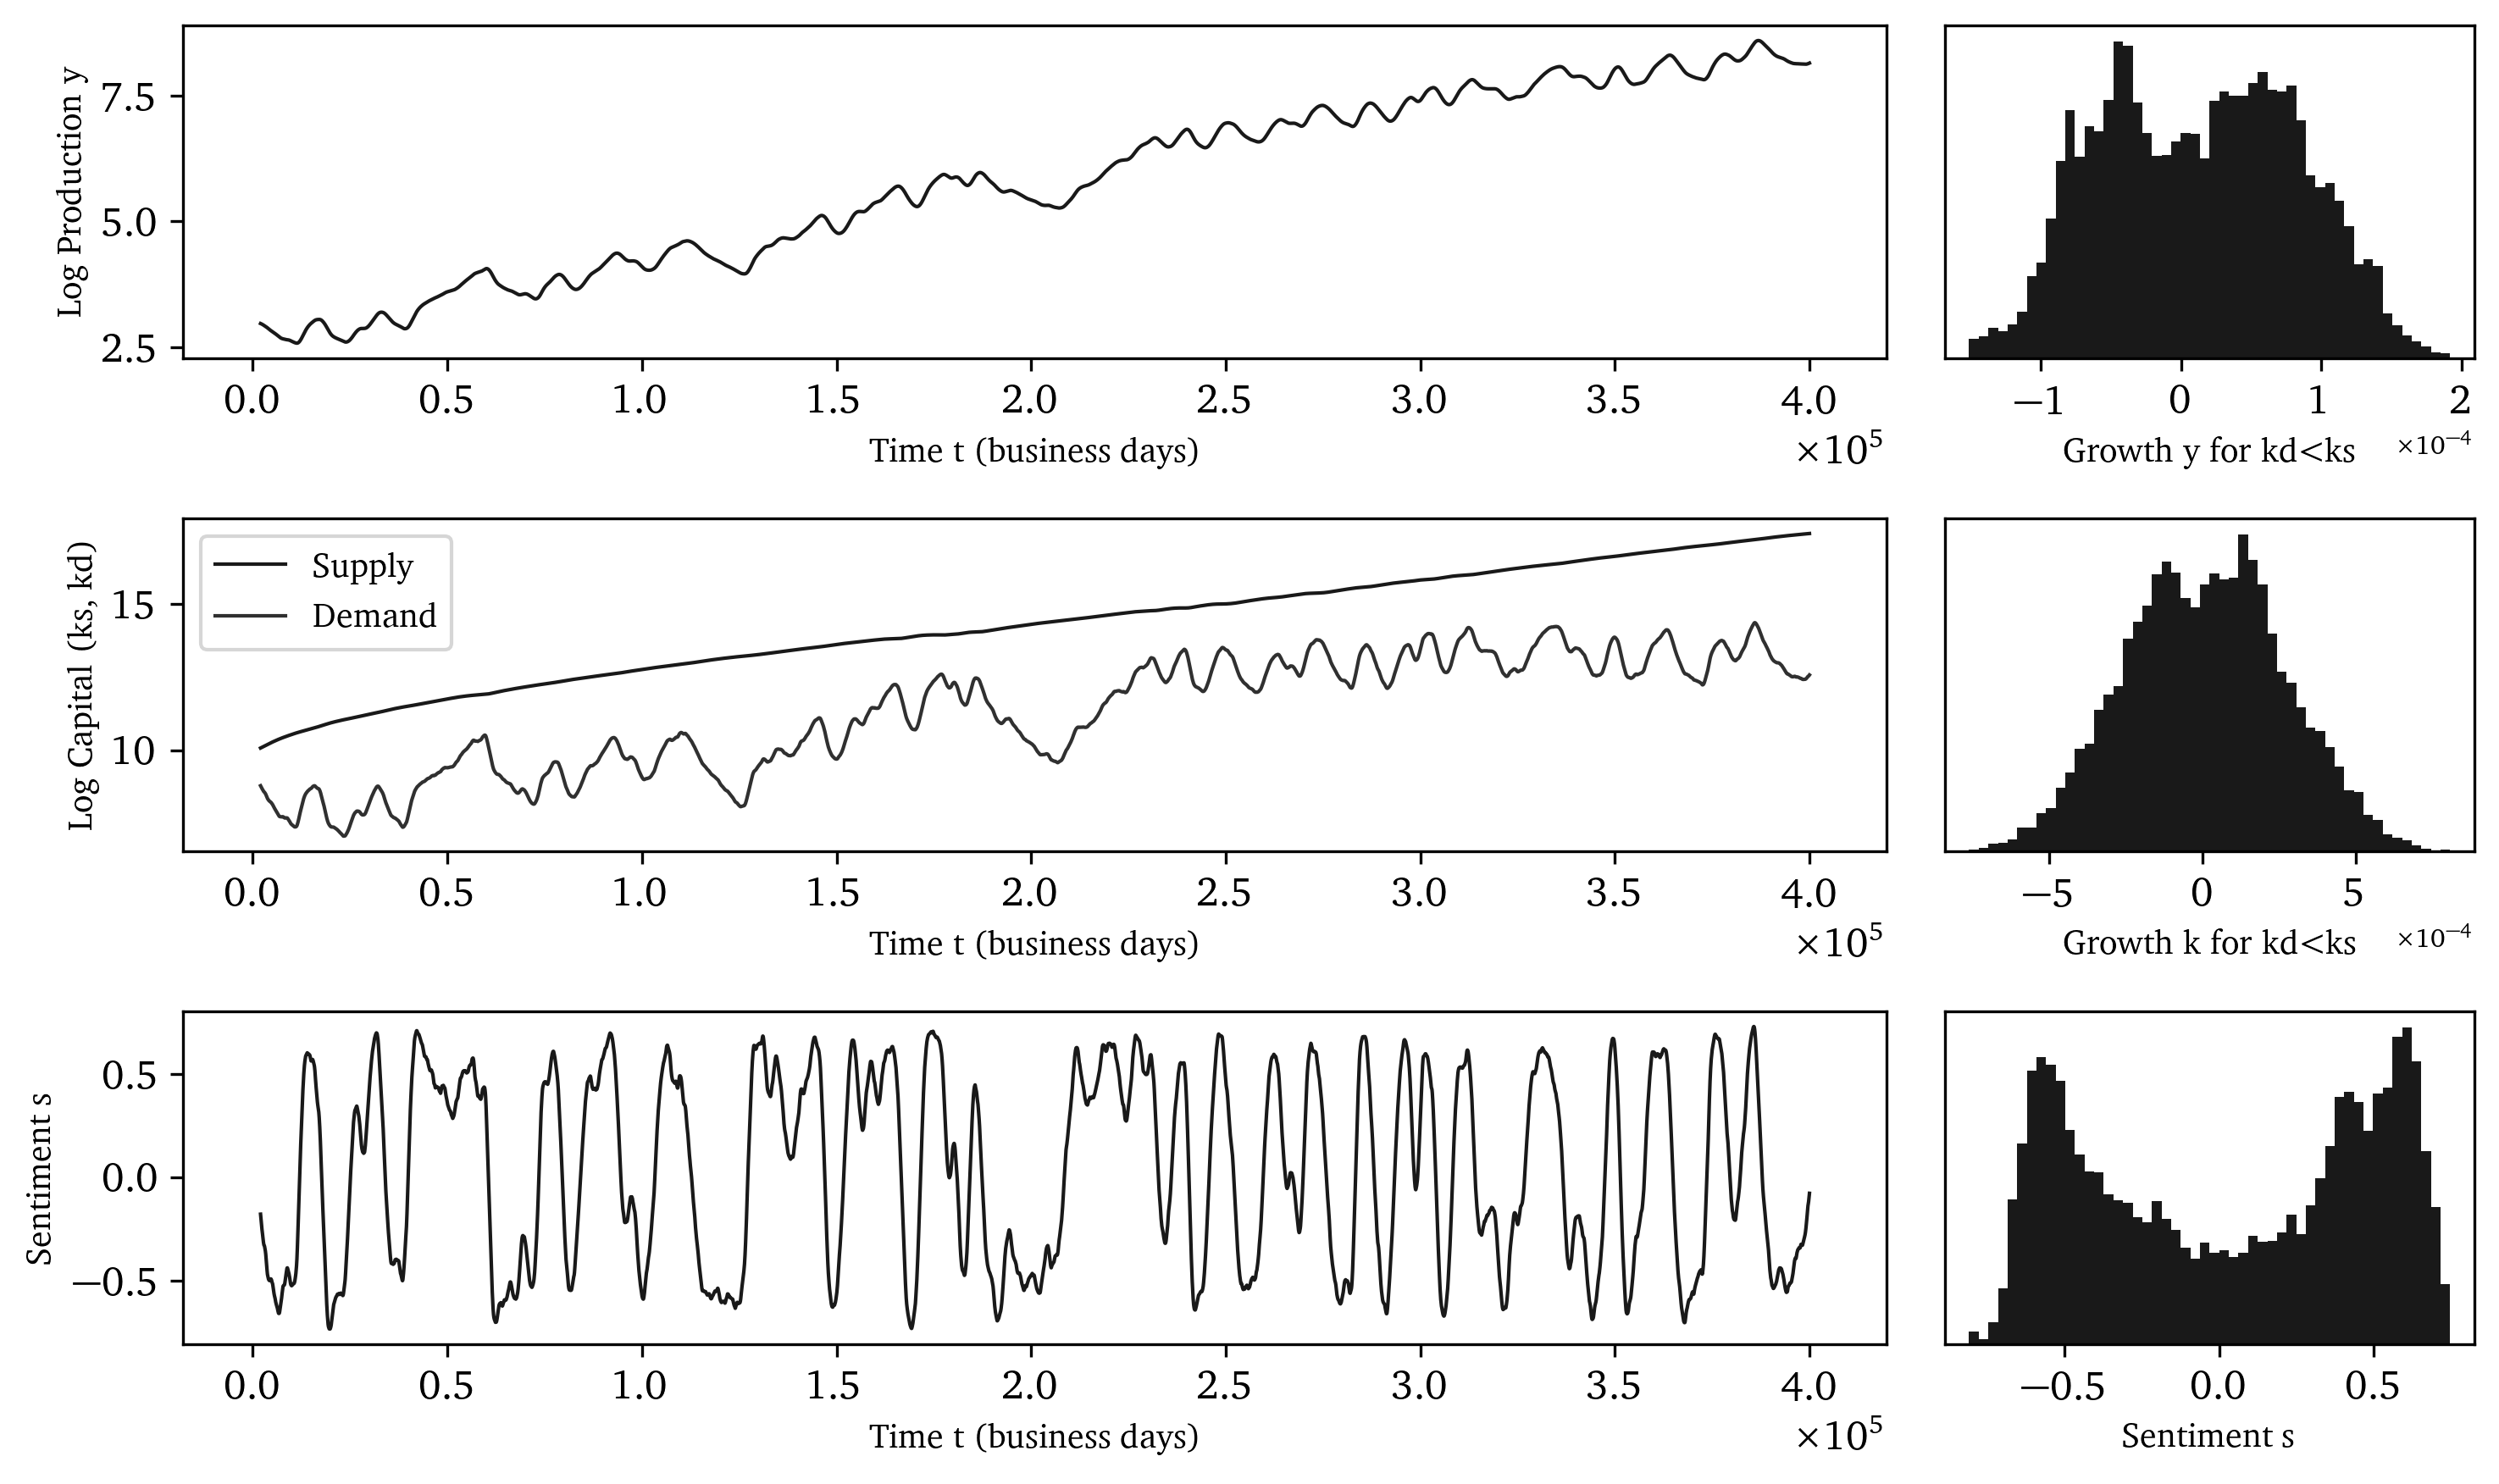 Log Production y
7.5
5.0
2.5
0.0 0.5 1.0 1.5 2.0 2.5 3.0 3.5 4.0
Time t (business days)
×10⁵
−1 0 1 2
Growth y for kd<ks
×10⁻⁴
Log Capital (ks, kd)
15
10
Supply
Demand
0.0 0.5 1.0 1.5 2.0 2.5 3.0 3.5 4.0
Time t (business days)
×10⁵
−5 0 5
Growth k for kd<ks
×10⁻⁴
Sentiment s
0.5
0.0
−0.5
0.0 0.5 1.0 1.5 2.0 2.5 3.0 3.5 4.0
Time t (business days)
×10⁵
−0.5 0.0 0.5
Sentiment s